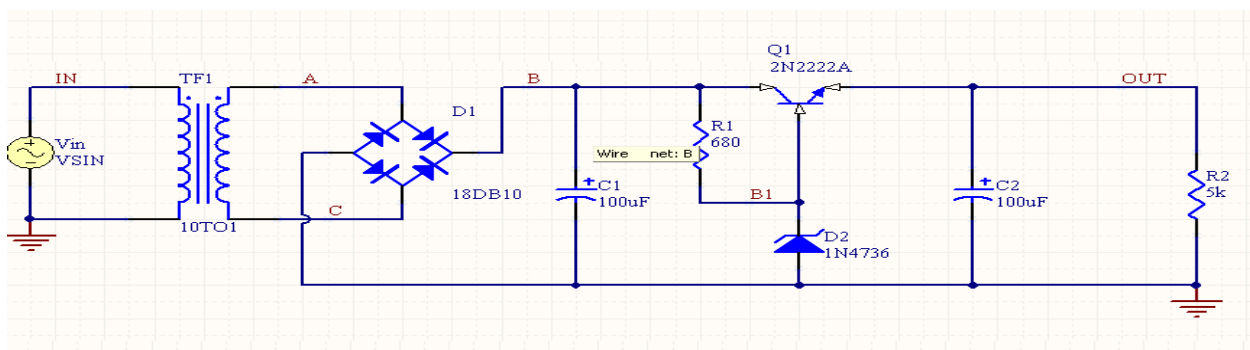 IN
TF1
A
B
Q1
2N2222A
OUT
Vin
VSIN
D1
R1
680
Wire net: B
18DB10
C1
100uF
C
B1
C2
100uF
R2
5k
10TO1
D2
1N4736